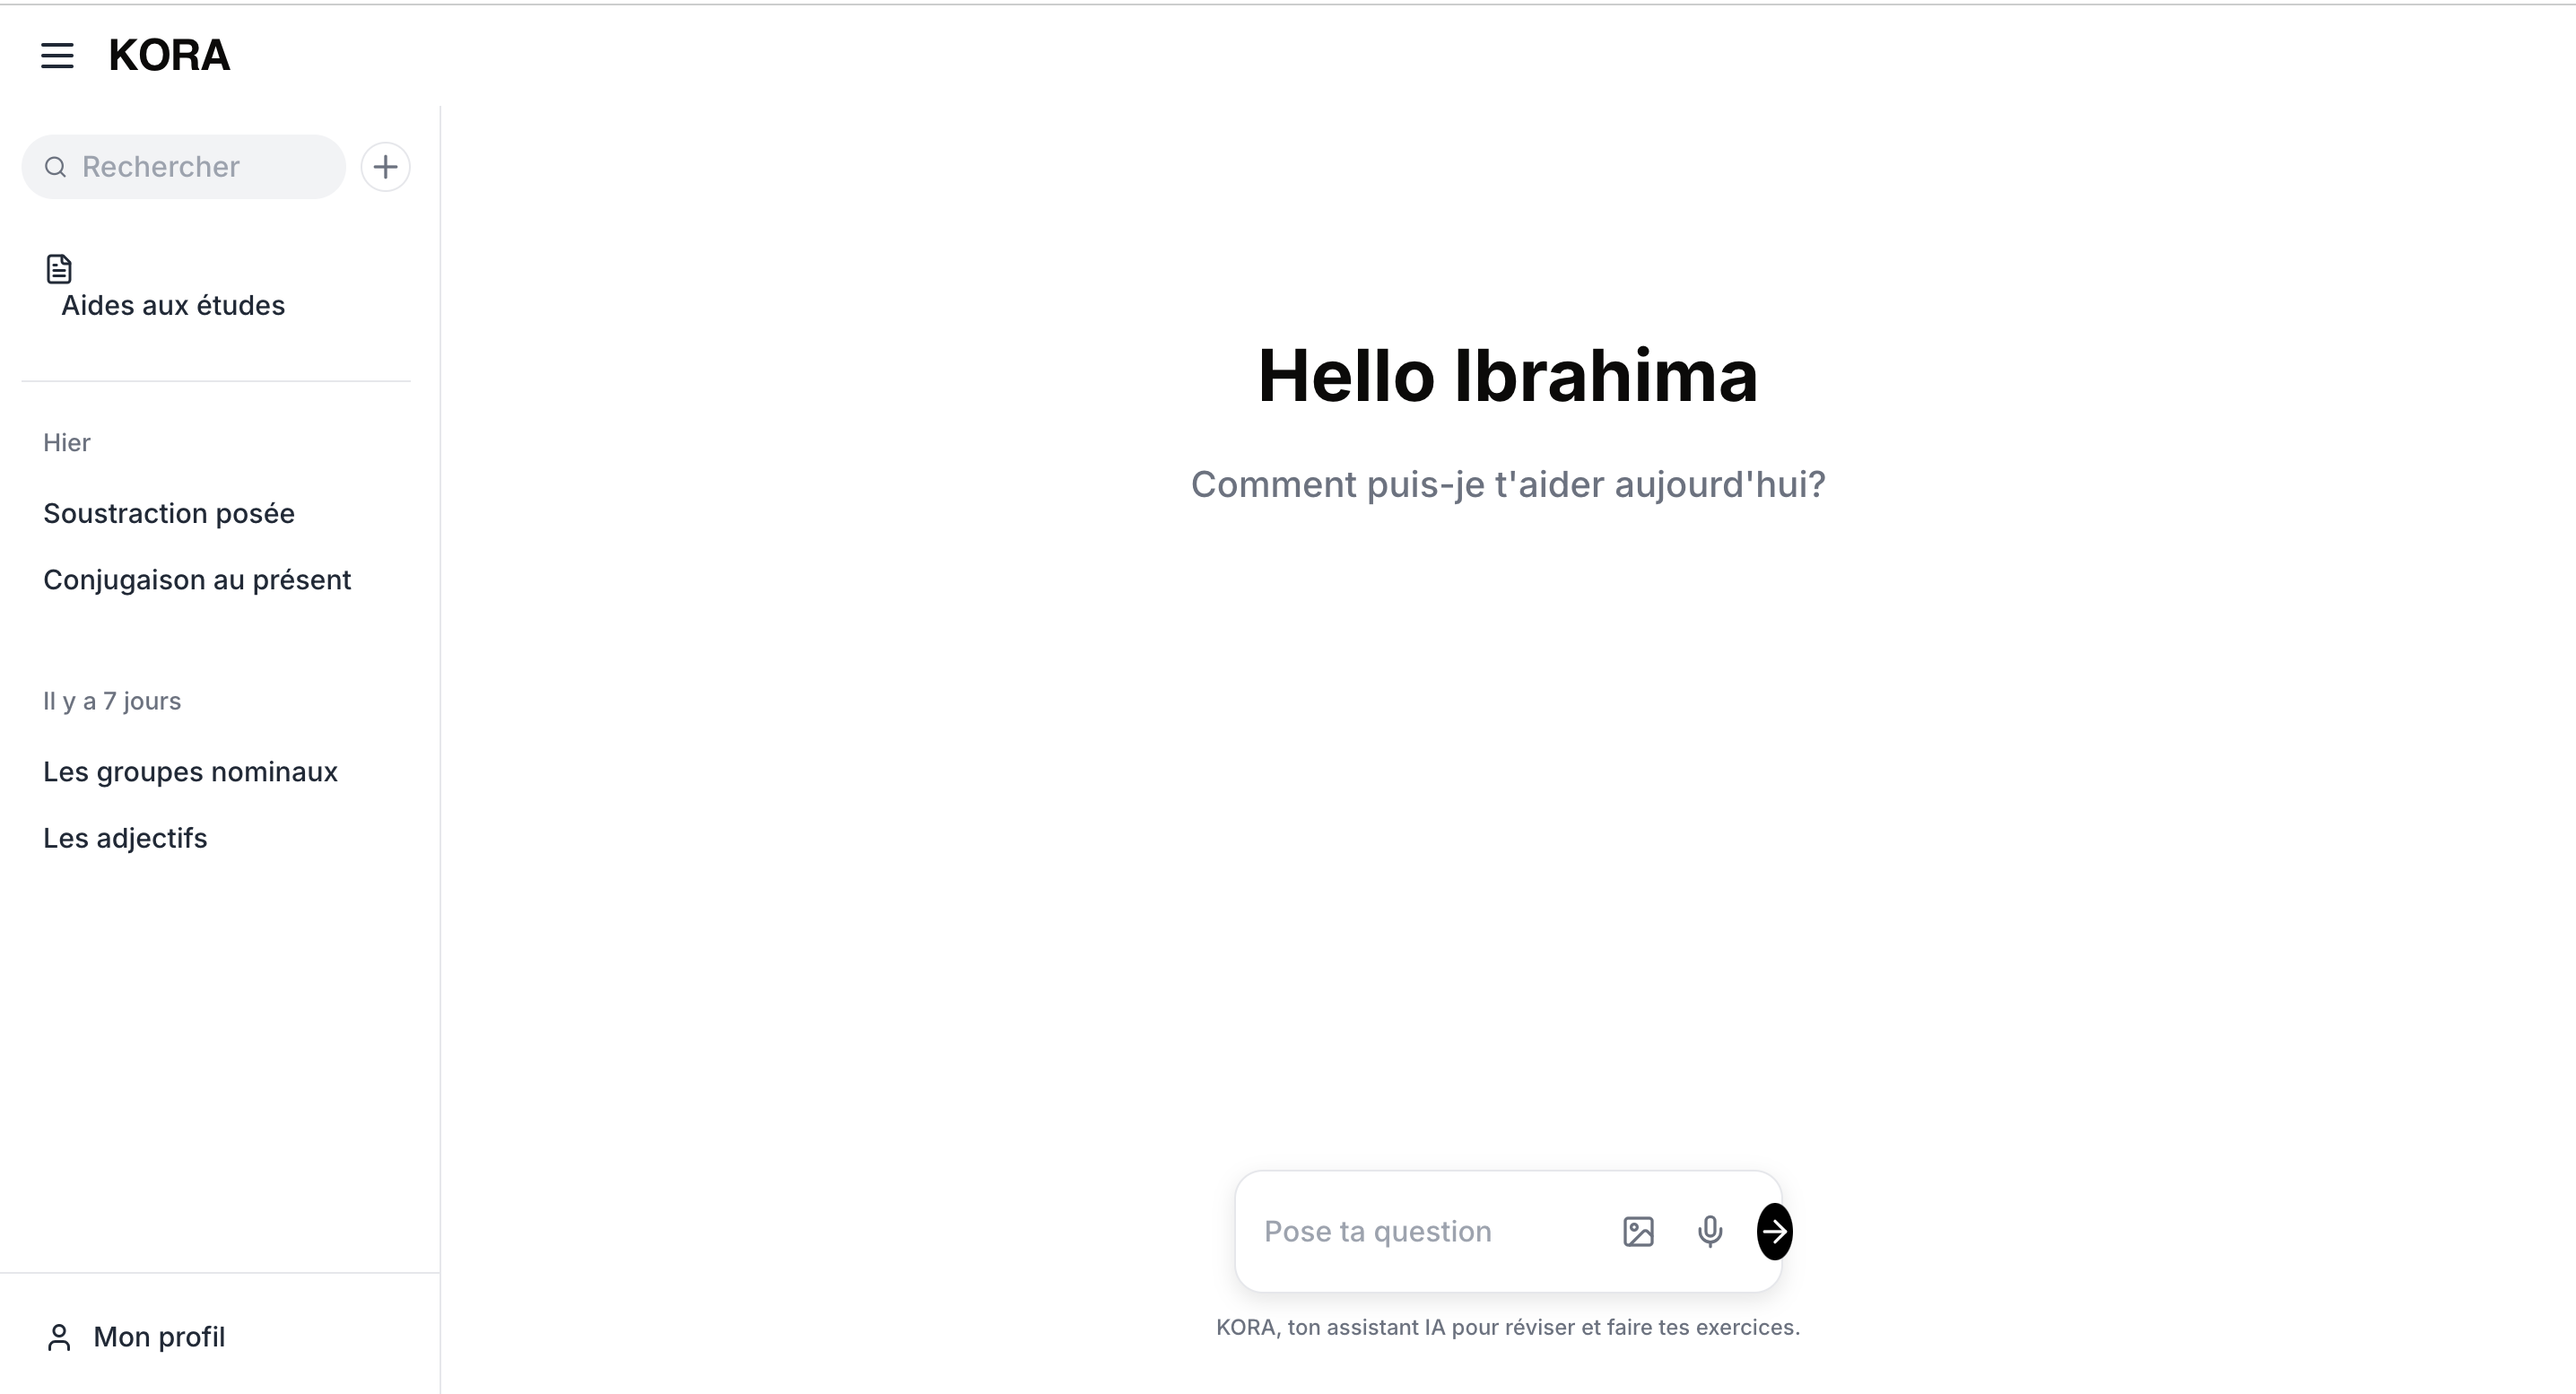 KORA
Rechercher
Aides aux études
Hier
Soustraction posée
Conjugaison au présent
Il y a 7 jours
Les groupes nominaux
Les adjectifs
Mon profil
Hello Ibrahima
Comment puis-je t'aider aujourd'hui?
Pose ta question
KORA, ton assistant IA pour réviser et faire tes exercices.